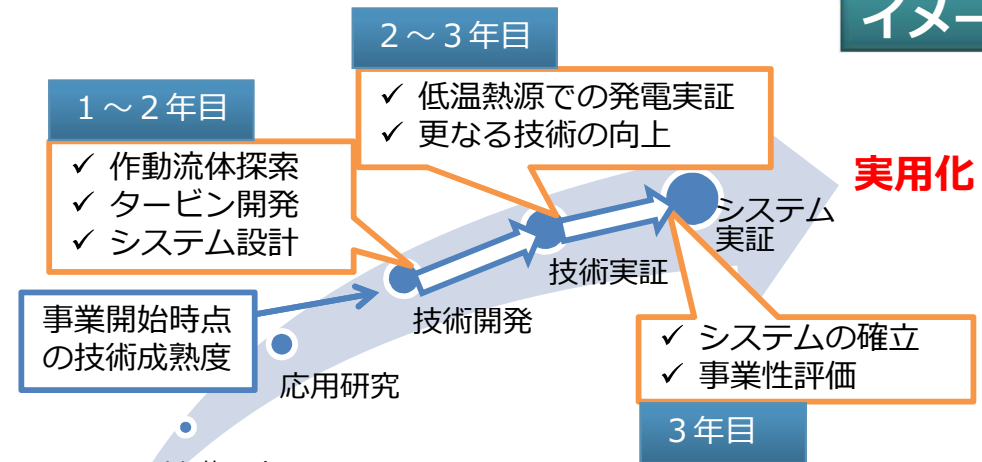 イメー
２～３年目
✓ 低温熱源での発電実証
✓ 更なる技術の向上
１～２年目
✓ 作動流体探索
✓ タービン開発
✓ システム設計
実用化
システム
実証
技術実証
技術開発
事業開始時点
の技術成熟度
応用研究
✓ システムの確立
✓ 事業性評価
３年目